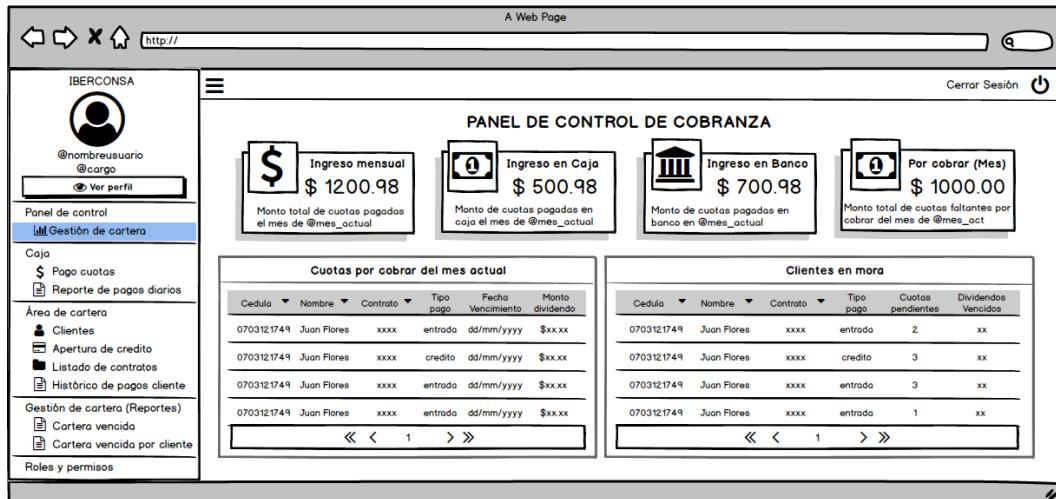 A Web Page
http://
IBERCONSA
@nombreusuario
@cargo
Ver perfil
Panel de control
Gestión de cartera
Caja
Pago cuotas
Reporte de pagos diarios
Área de cartera
Clientes
Apertura de credito
Listado de contratos
Histórico de pagos cliente
Gestión de cartera (Reportes)
Cartera vencida
Cartera vencida por cliente
Roles y permisos
Cerrar Sesión
PANEL DE CONTROL DE COBRANZA
$
Ingreso mensual
$ 1200.98
Monto total de cuotas pagadas
el mes de @mes_actual
1
Ingreso en Caja
$ 500.98
Monto de cuotas pagadas en
caja el mes de @mes_actual
Ingreso en Banco
$ 700.98
Monto de cuotas pagadas en
banco en @mes_actual
1
Por cobrar (Mes)
$ 1000.00
Monto total de cuotas faltantes por
cobrar del mes de @mes_act
Cuotas por cobrar del mes actual
Cedula Nombre Contrato Tipo pago Fecha Vencimiento Monto dividendo
0703121749 Juan Flores xxxx entrada dd/mm/yyyy $xx.xx
0703121749 Juan Flores xxxx credito dd/mm/yyyy $xx.xx
0703121749 Juan Flores xxxx entrada dd/mm/yyyy $xx.xx
0703121749 Juan Flores xxxx entrada dd/mm/yyyy $xx.xx
« < 1 > »
Clientes en mora
Cedula Nombre Contrato Tipo pago Cuotas pendientes Dividendos Vencidos
0703121749 Juan Flores xxxx entrada 2 xx
0703121749 Juan Flores xxxx credito 3 xx
0703121749 Juan Flores xxxx entrada 3 xx
0703121749 Juan Flores xxxx entrada 1 xx
« < 1 > »